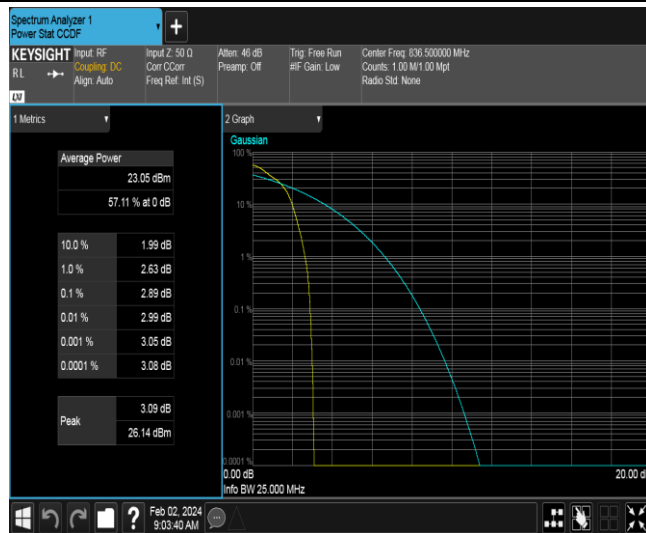 Spectrum Analyzer 1
Power Stat CCDF
+
KEYSIGHT
RL
Input: RF
Coupling: DC
Align: Auto
Input Z: 50 Ω
Corr CCorr
Freq Ref: Int (S)
Atten: 46 dB
Preamp: Off
Trig: Free Run
#IF Gain: Low
Center Freq: 836.500000 MHz
Counts: 1.00 M/1.00 Mpt
Radio Std: None
LXI
1 Metrics
Average Power
23.05 dBm
57.11 % at 0 dB
10.0 % 1.99 dB
1.0 % 2.63 dB
0.1 % 2.89 dB
0.01 % 2.99 dB
0.001 % 3.05 dB
0.0001 % 3.08 dB
Peak
3.09 dB
26.14 dBm
2 Graph
Gaussian
100 %
10 %
1 %
0.1 %
0.01 %
0.001 %
0.0001 %
0.00 dB
20.00 d
Info BW 25.000 MHz
?
Feb 02, 2024
9:03:40 AM